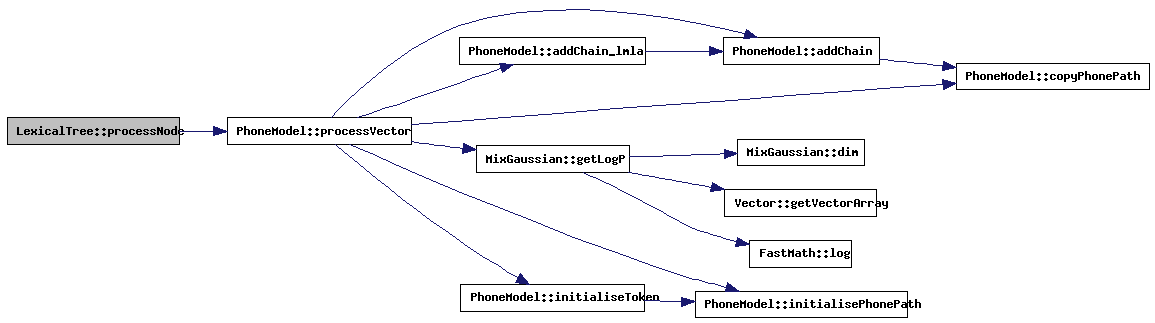 LexicalTree::processNode
PhoneModel::processVector
PhoneModel::addChain_lmla
PhoneModel::addChain
PhoneModel::copyPhonePath
MixGaussian::getLogP
MixGaussian::dim
Vector::getVectorArray
FastMath::log
PhoneModel::initialiseToken
PhoneModel::initialisePhonePath